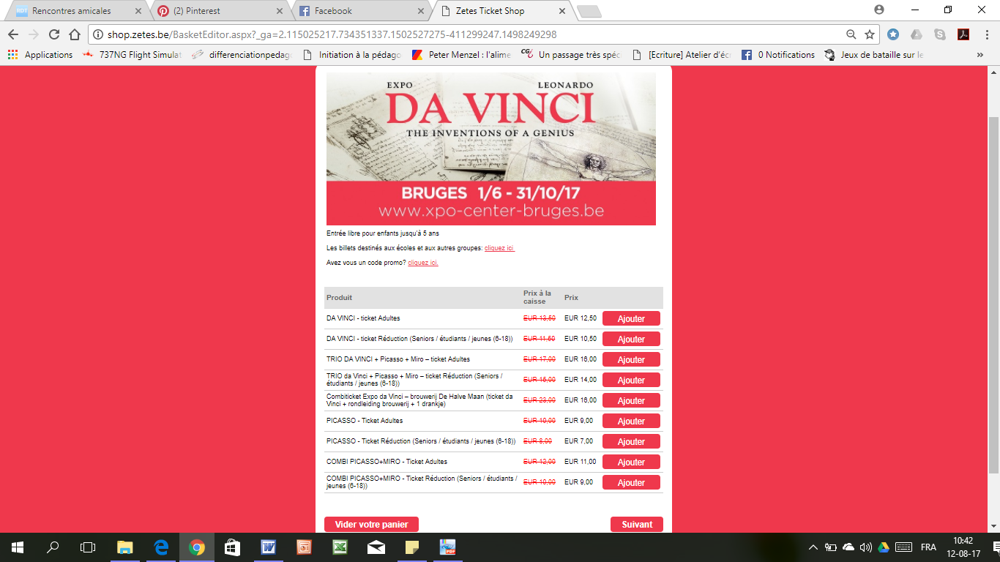 Rencontres amicales
(2) Pinterest
Facebook
Zetes Ticket Shop
shop.zetes.be/BasketEditor.aspx?_ga=2.115025217.734351337.1502527275-411299247.1498249298
Applications
737NG Flight Simulat
differenciationpedag
Initiation à la pédago
Peter Menzel : l'alime
Un passage très spéc
[Ecriture] Atelier d'éc
0 Notifications
Jeux de bataille sur le
»
EXPO LEONARDO
DA VINCI
THE INVENTIONS OF A GENIUS
BRUGES 1/6 - 31/10/17
www.xpo-center-bruges.be
Entrée libre pour enfants jusqu'à 5 ans
Les billets destinés aux écoles et aux autres groupes: cliquez ici
Avez vous un code promo? cliquez ici.
Produit Prix à la caisse Prix
DA VINCI - ticket Adultes EUR 13,50 EUR 12,50 Ajouter
DA VINCI - ticket Réduction (Seniors / étudiants / jeunes (6-18)) EUR 11,50 EUR 10,50 Ajouter
TRIO DA VINCI + Picasso + Miro – ticket Adultes EUR 17,00 EUR 16,00 Ajouter
TRIO da Vinci + Picasso + Miro – ticket Réduction (Seniors /
étudiants / jeunes (6-18)) EUR 15,00 EUR 14,00 Ajouter
Combiticket Expo da Vinci – brouwerij De Halve Maan (ticket da
Vinci + rondleiding brouwerij + 1 drankje) EUR 23,00 EUR 16,00 Ajouter
PICASSO - Ticket Adultes EUR 10,00 EUR 9,00 Ajouter
PICASSO - Ticket Réduction (Seniors / étudiants / jeunes (6-18)) EUR 8,00 EUR 7,00 Ajouter
COMBI PICASSO+MIRO - Ticket Adultes EUR 12,00 EUR 11,00 Ajouter
COMBI PICASSO+MIRO - Ticket Réduction (Seniors / étudiants /
jeunes (6-18)) EUR 10,00 EUR 9,00 Ajouter
Vider votre panier Suivant
FRA
10:42
12-08-17